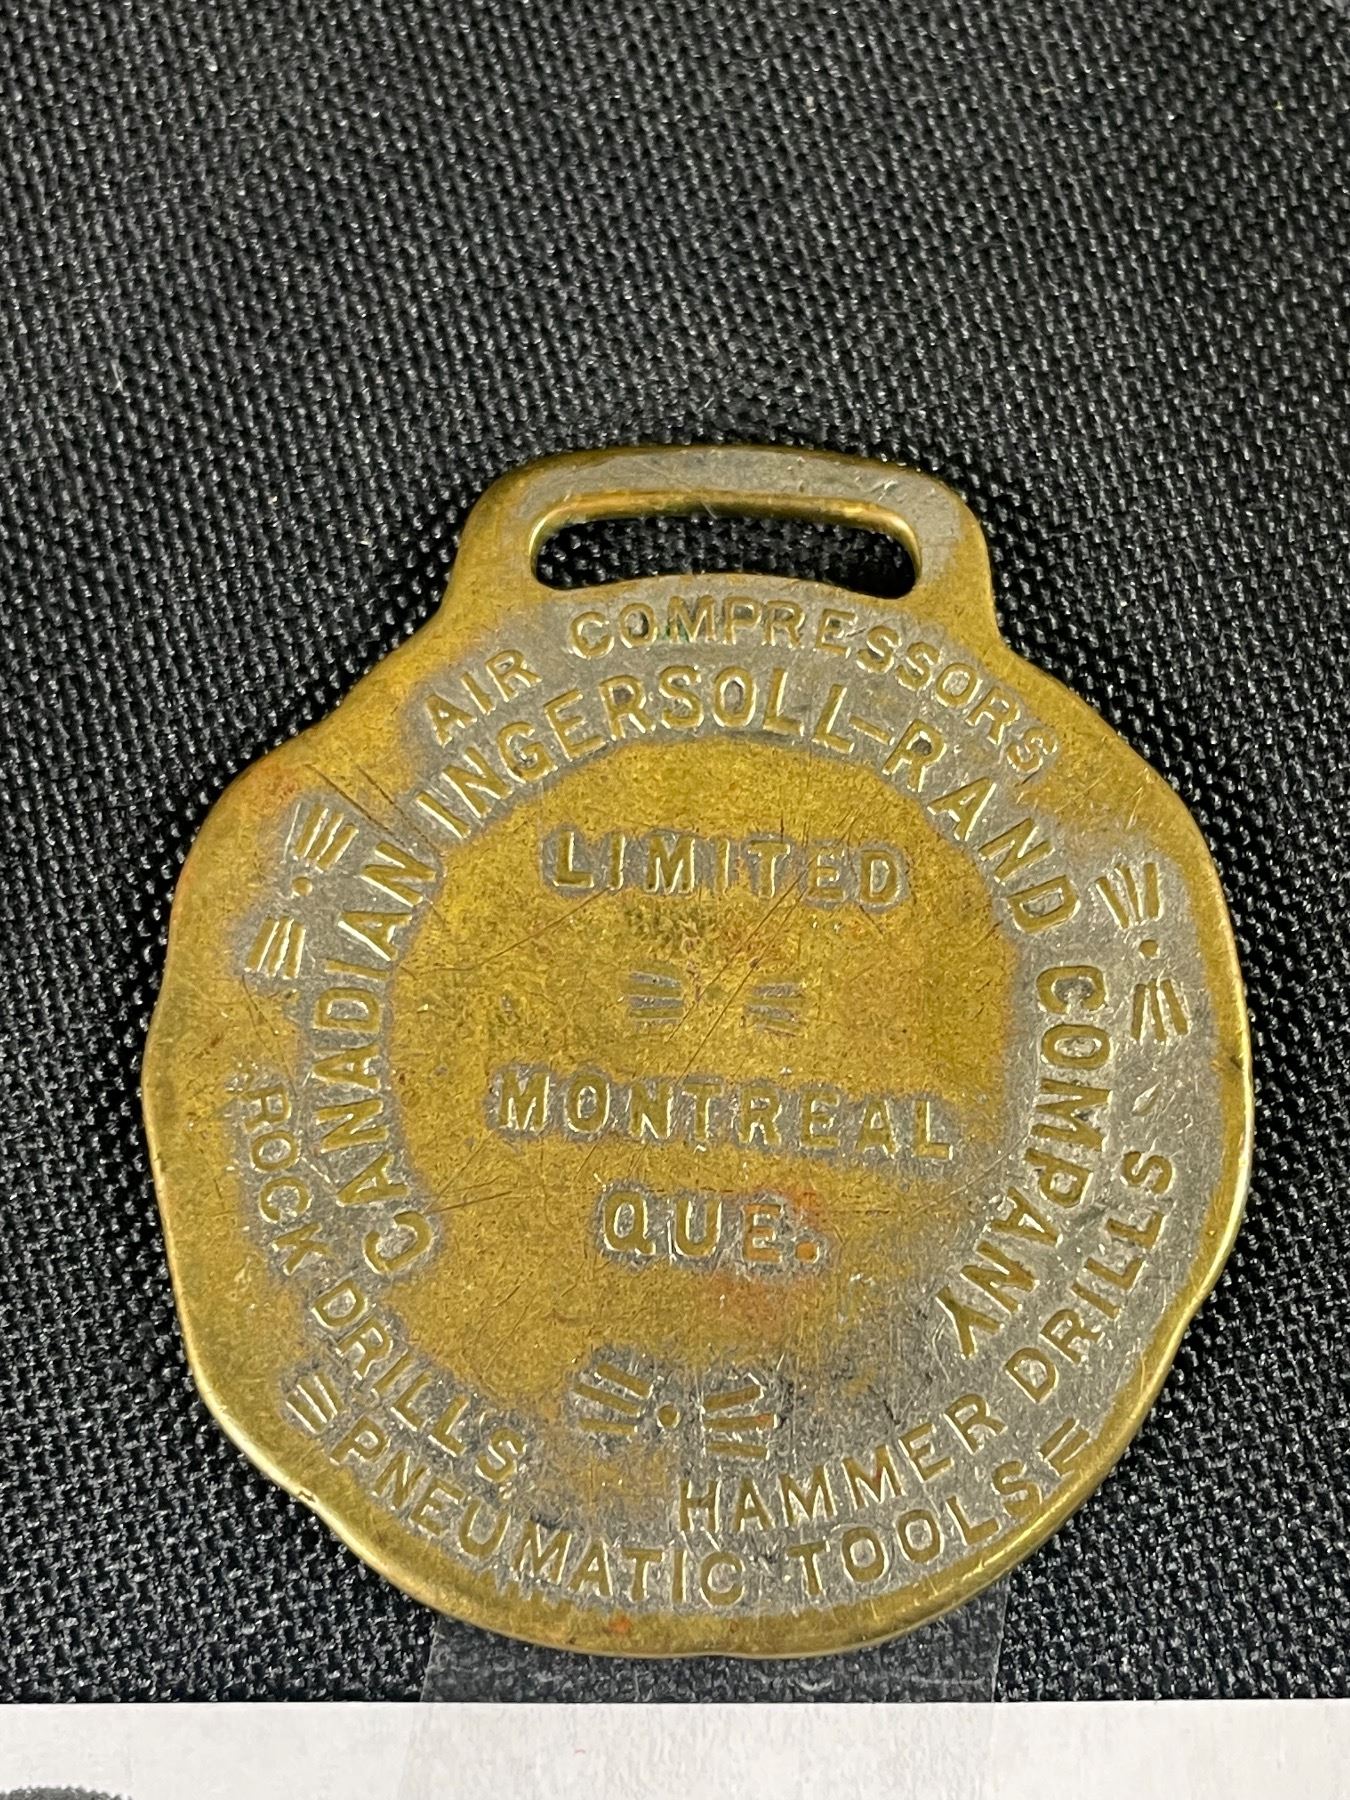 AIR COMPRESSORS
CANADIAN INGERSOLL-RAND COMPANY
LIMITED
MONTREAL
QUE.
ROCK DRILLS
HAMMER DRILLS
PNEUMATIC TOOLS